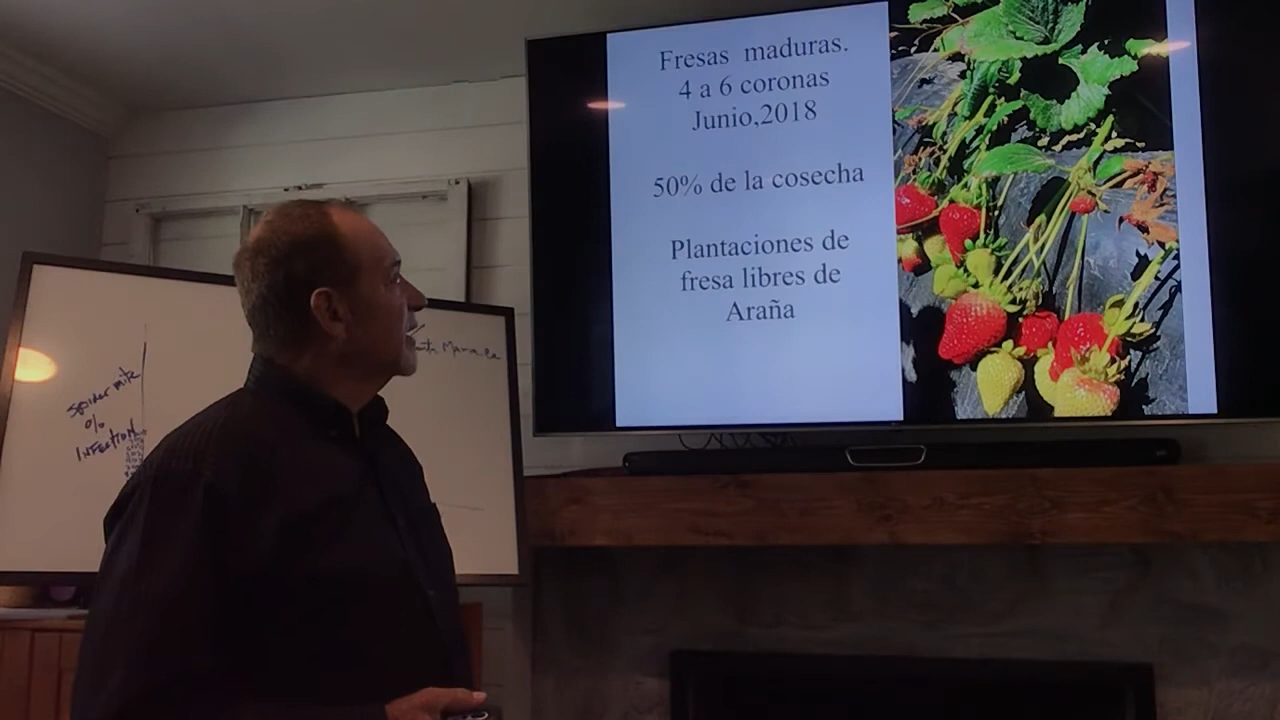 Fresas maduras.
4 a 6 coronas
Junio,2018
50% de la cosecha
Plantaciones de
fresa libres de
Araña
Spider mite
%
INFECTION